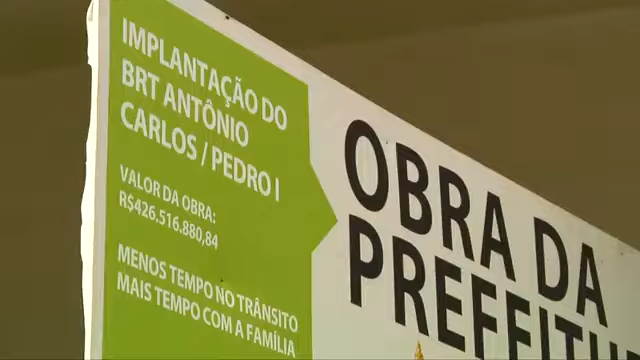 IMPLANTAÇÃO DO
BRT ANTÔNIO
CARLOS / PEDRO I
VALOR DA OBRA:
R$426.516.880,84
MENOS TEMPO NO TRÂNSITO
MAIS TEMPO COM A FAMÍLIA
OBRA DA
PREFEITU